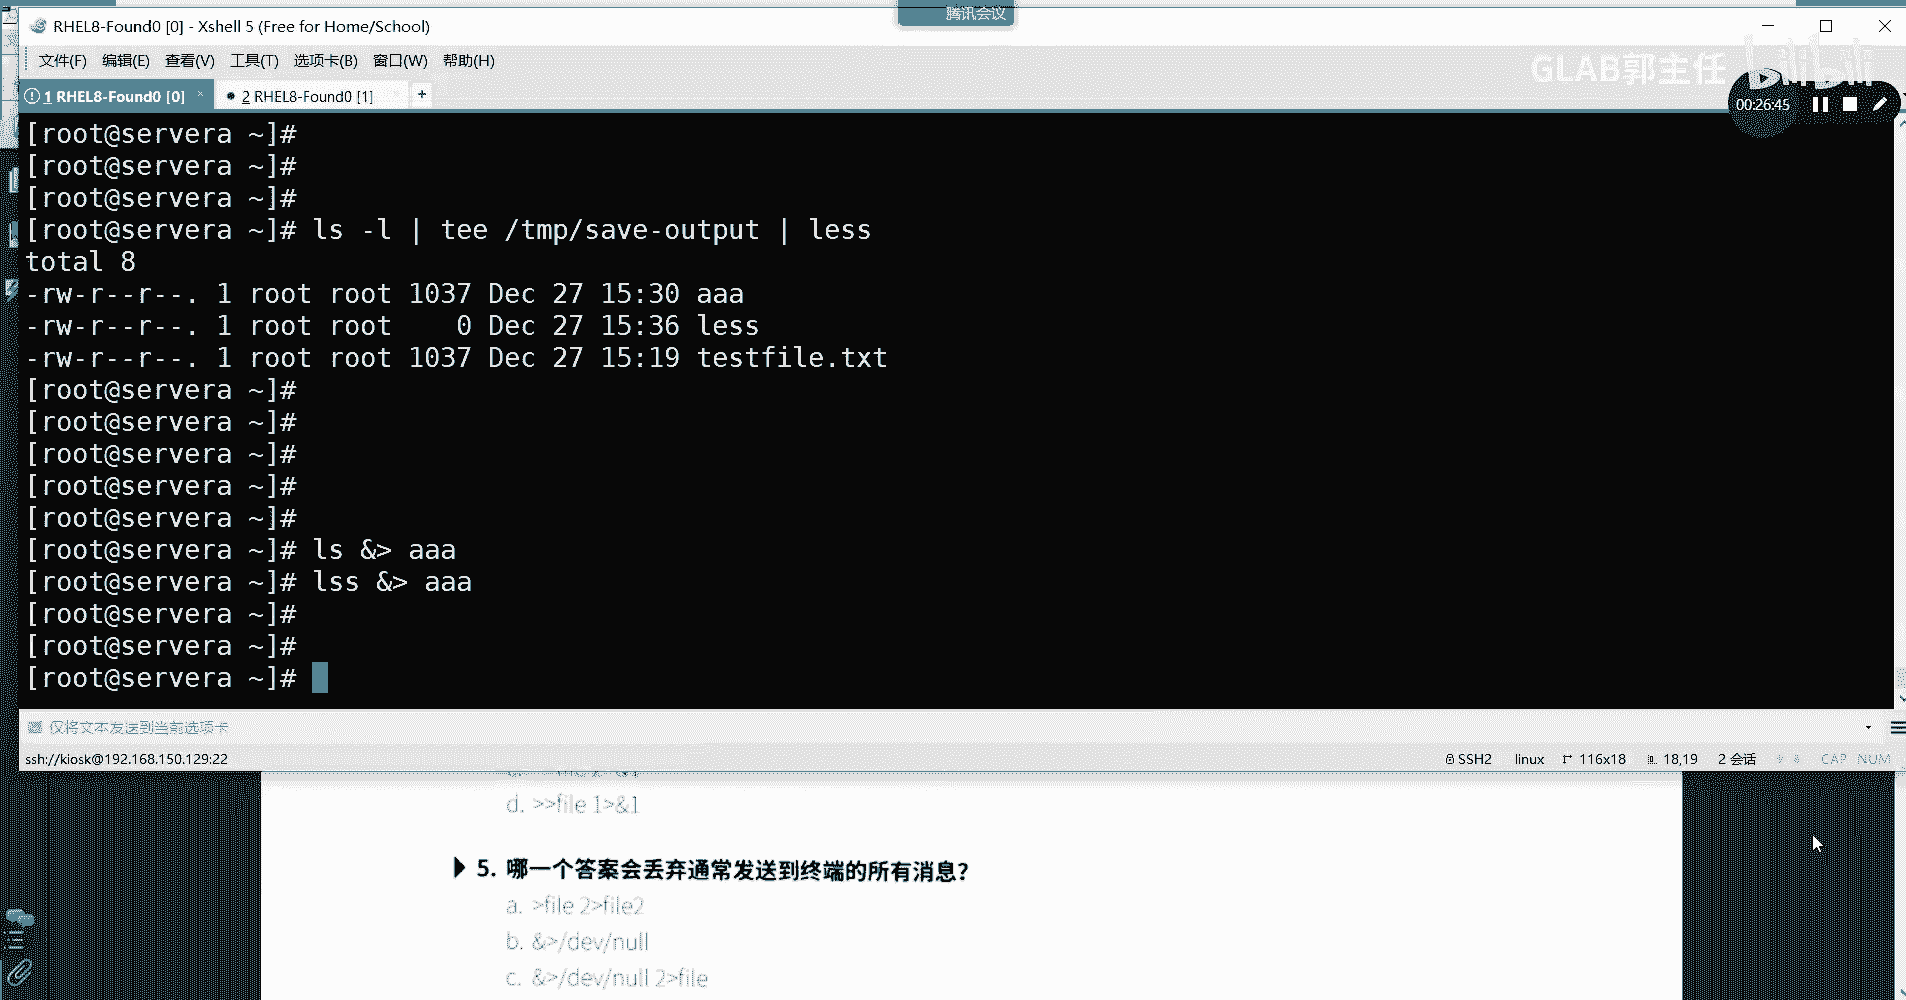 腾讯会议
RHEL8-Found0 [0] - Xshell 5 (Free for Home/School)
文件(F) 编辑(E) 查看(V) 工具(T) 选项卡(B) 窗口(W) 帮助(H)
GLAB郭主任 bilibili
1 RHEL8-Found0 [0] × 2 RHEL8-Found0 [1] × +
00:26:45
[root@servera ~]#
[root@servera ~]#
[root@servera ~]#
[root@servera ~]# ls -l | tee /tmp/save-output | less
total 8
-rw-r--r--. 1 root root 1037 Dec 27 15:30 aaa
-rw-r--r--. 1 root root    0 Dec 27 15:36 less
-rw-r--r--. 1 root root 1037 Dec 27 15:19 testfile.txt
[root@servera ~]#
[root@servera ~]#
[root@servera ~]#
[root@servera ~]#
[root@servera ~]#
[root@servera ~]# ls &> aaa
[root@servera ~]# lss &> aaa
[root@servera ~]#
[root@servera ~]#
[root@servera ~]#
仅将文本发送到当前选项卡
ssh://kiosk@192.168.150.129:22 SSH2 linux 116x18 18,19 2 会话 CAP NUM
d. >>file 1>&1
5. 哪一个答案会丢弃通常发送到终端的所有消息？
a. >file 2>file2
b. &>/dev/null
c. &>/dev/null 2>file